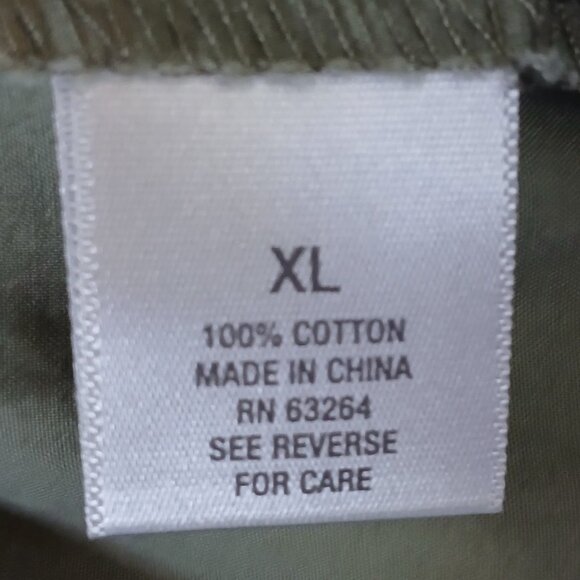 XL
100% COTTON
MADE IN CHINA
RN 63264
SEE REVERSE
FOR CARE